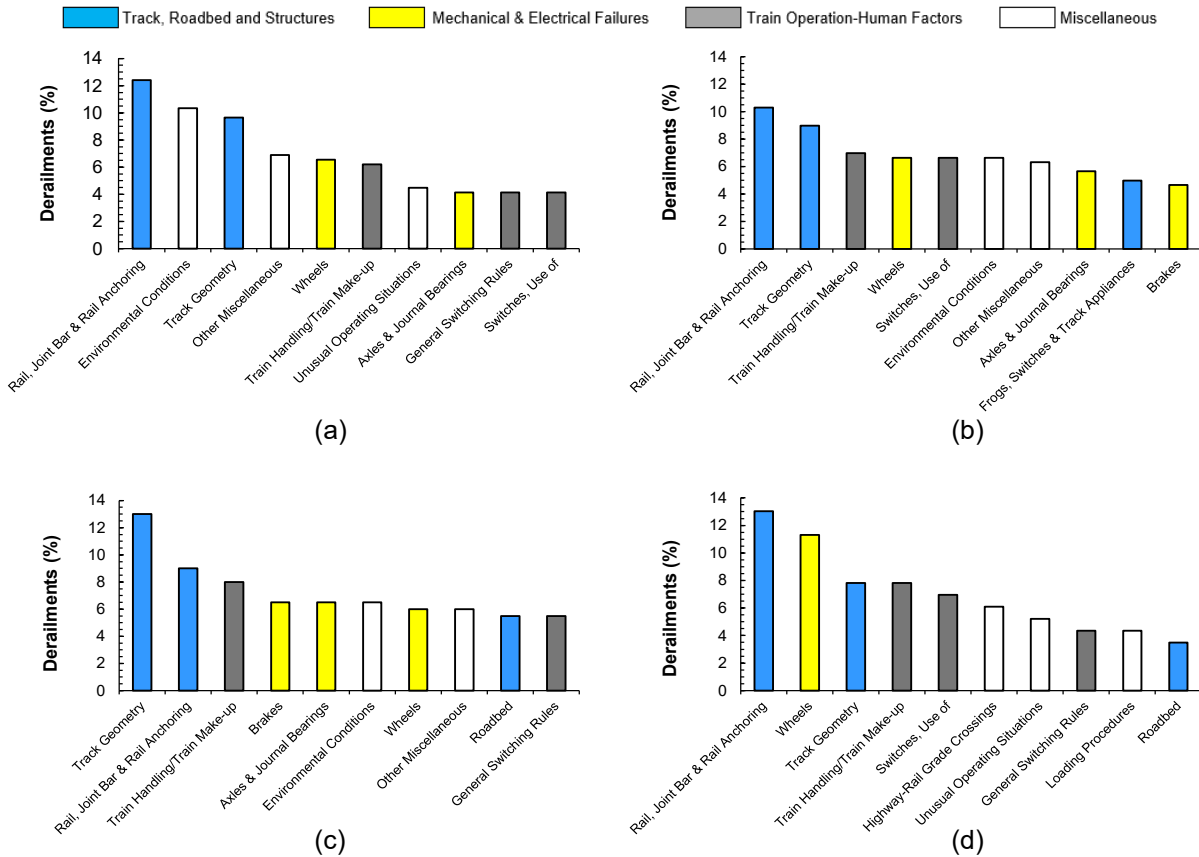 Track, Roadbed and Structures Mechanical & Electrical Failures Train Operation-Human Factors Miscellaneous
Derailments (%)
14
12
10
8
6
4
2
0
Rail, Joint Bar & Rail Anchoring
Environmental Conditions
Track Geometry
Other Miscellaneous
Wheels
Train Handling/Train Make-up
Unusual Operating Situations
Axles & Journal Bearings
General Switching Rules
Switches, Use of
(a)
Derailments (%)
14
12
10
8
6
4
2
0
Rail, Joint Bar & Rail Anchoring
Track Geometry
Train Handling/Train Make-up
Wheels
Switches, Use of
Environmental Conditions
Other Miscellaneous
Axles & Journal Bearings
Frogs, Switches & Track Appliances
Brakes
(b)
Derailments (%)
14
12
10
8
6
4
2
0
Track Geometry
Rail, Joint Bar & Rail Anchoring
Train Handling/Train Make-up
Brakes
Axles & Journal Bearings
Environmental Conditions
Wheels
Other Miscellaneous
Roadbed
General Switching Rules
(c)
Derailments (%)
14
12
10
8
6
4
2
0
Rail, Joint Bar & Rail Anchoring
Wheels
Track Geometry
Train Handling/Train Make-up
Switches, Use of
Highway-Rail Grade Crossings
Unusual Operating Situations
General Switching Rules
Loading Procedures
Roadbed
(d)